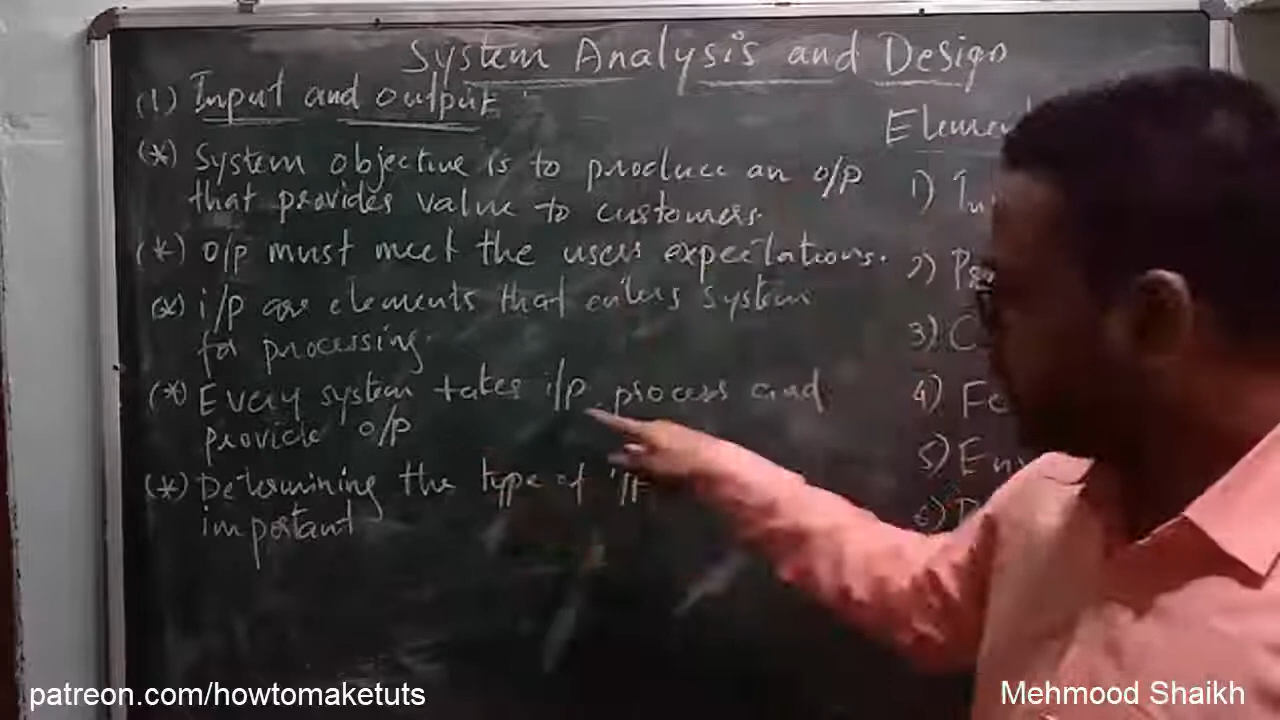 System Analysis and Design
(1) Input and output
(*) System objective is to produce an o/p
that provides value to customers.
(*) o/p must meet the users expectations.
(*) i/p are elements that enters system
for processing.
(*) Every system takes i/p, process and
provide o/p
(*) Determining the type of i/p
important
1)
2)
3) C
4) Fe
5) En
6)
patreon.com/howtomaketuts
Mehmood Shaikh